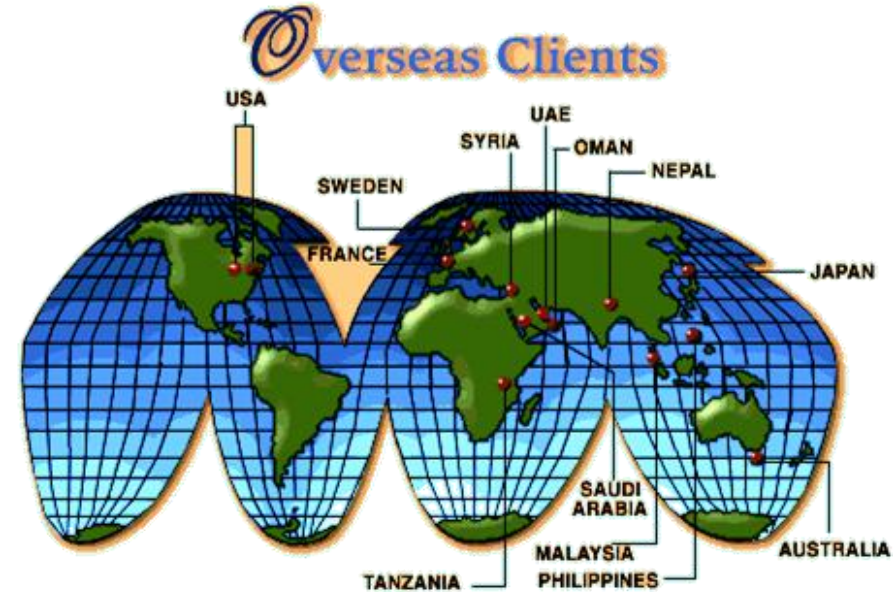 Overseas Clients
USA
UAE
SYRIA
OMAN
NEPAL
SWEDEN
FRANCE
JAPAN
SAUDI
ARABIA
MALAYSIA
AUSTRALIA
TANZANIA
PHILIPPINES